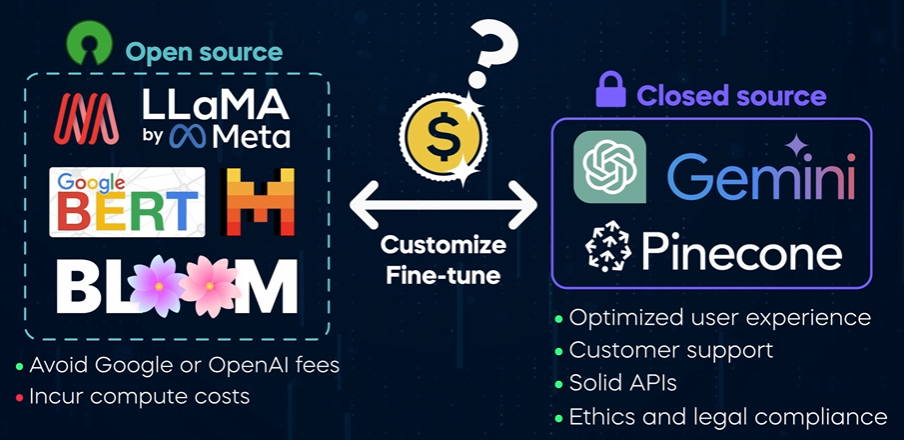 Open source
LLaMA
by Meta
Google
BERT
BLOOM
Avoid Google or OpenAI fees
Incur compute costs
?
$
Customize
Fine-tune
Closed source
Gemini
Pinecone
Optimized user experience
Customer support
Solid APIs
Ethics and legal compliance